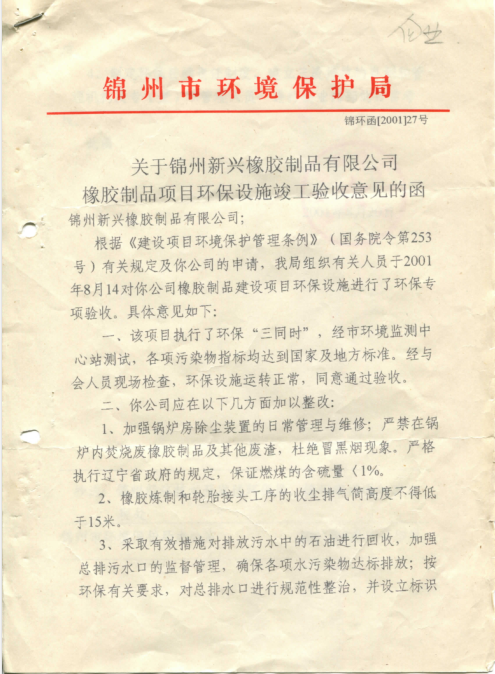 锦州市环境保护局
锦环函[2001]27号
关于锦州新兴橡胶制品有限公司
橡胶制品项目环保设施竣工验收意见的函
锦州新兴橡胶制品有限公司；
根据《建设项目环境保护管理条例》（国务院令第253
号）有关规定及你公司的申请，我局组织有关人员于2001
年8月14对你公司橡胶制品建设项目环保设施进行了环保专
项验收。具体意见如下；
一、该项目执行了环保“三同时”，经市环境监测中
心站测试，各项污染物指标均达到国家及地方标准。经与
会人员现场检查，环保设施运转正常，同意通过验收。
二、你公司应在以下几方面加以整改；
1、加强锅炉房除尘装置的日常管理与维修；严禁在锅
炉内焚烧废橡胶制品及其他废渣，杜绝冒黑烟现象。严格
执行辽宁省政府的规定，保证燃煤的含硫量〈1%。
2、橡胶炼制和轮胎接头工序的收尘排气筒高度不得低
于15米。
3、采取有效措施对排放污水中的石油进行回收，加强
总排污水口的监督管理，确保各项水污染物达标排放；按
环保有关要求，对总排水口进行规范性整治，并设立标识